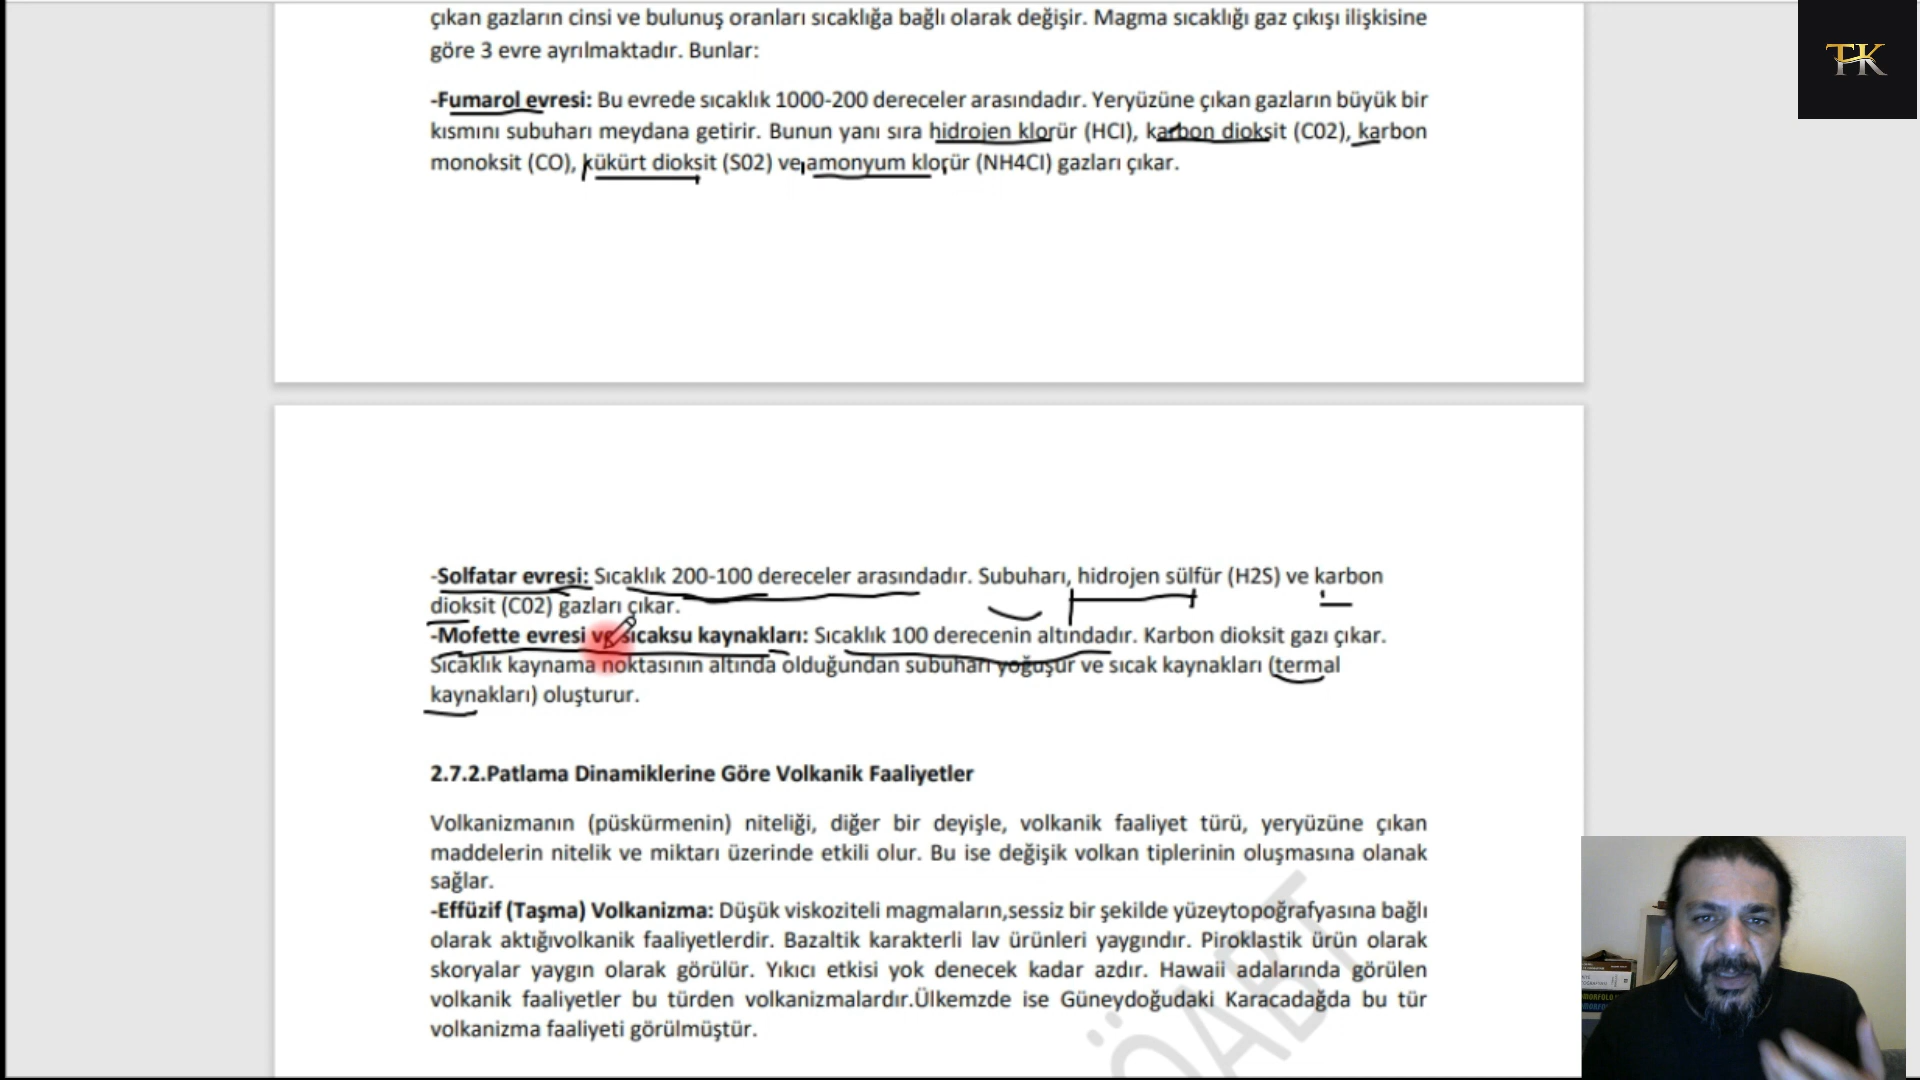 çıkan gazların cinsi ve bulunuş oranları sıcaklığa bağlı olarak değişir. Magma sıcaklığı gaz çıkışı ilişkisine
göre 3 evre ayrılmaktadır. Bunlar:
-Fumarol evresi: Bu evrede sıcaklık 1000-200 dereceler arasındadır. Yeryüzüne çıkan gazların büyük bir
kısmını subuharı meydana getirir. Bunun yanı sıra hidrojen klorür (HCI), karbon dioksit (C02), karbon
monoksit (CO), kükürt dioksit (S02) ve amonyum klorür (NH4CI) gazları çıkar.
-Solfatar evresi: Sıcaklık 200-100 dereceler arasındadır. Subuharı, hidrojen sülfür (H2S) ve karbon
dioksit (C02) gazları çıkar.
-Mofette evresi ve sıcaksu kaynakları: Sıcaklık 100 derecenin altındadır. Karbon dioksit gazı çıkar.
Sıcaklık kaynama noktasının altında olduğundan subuharı yoğuşur ve sıcak kaynakları (termal
kaynakları) oluşturur.
2.7.2.Patlama Dinamiklerine Göre Volkanik Faaliyetler
Volkanizmanın (püskürmenin) niteliği, diğer bir deyişle, volkanik faaliyet türü, yeryüzüne çıkan
maddelerin nitelik ve miktarı üzerinde etkili olur. Bu ise değişik volkan tiplerinin oluşmasına olanak
sağlar.
-Effüzif (Taşma) Volkanizma: Düşük viskoziteli magmaların,sessiz bir şekilde yüzeytopoğrafyasına bağlı
olarak aktığıvolkanik faaliyetlerdir. Bazaltik karakterli lav ürünleri yaygındır. Piroklastik ürün olarak
skoryalar yaygın olarak görülür. Yıkıcı etkisi yok denecek kadar azdır. Hawaii adalarında görülen
volkanik faaliyetler bu türden volkanizmalardır.Ülkemzde ise Güneydoğudaki Karacadağda bu tür
volkanizma faaliyeti görülmüştür.
ÖABT
TK